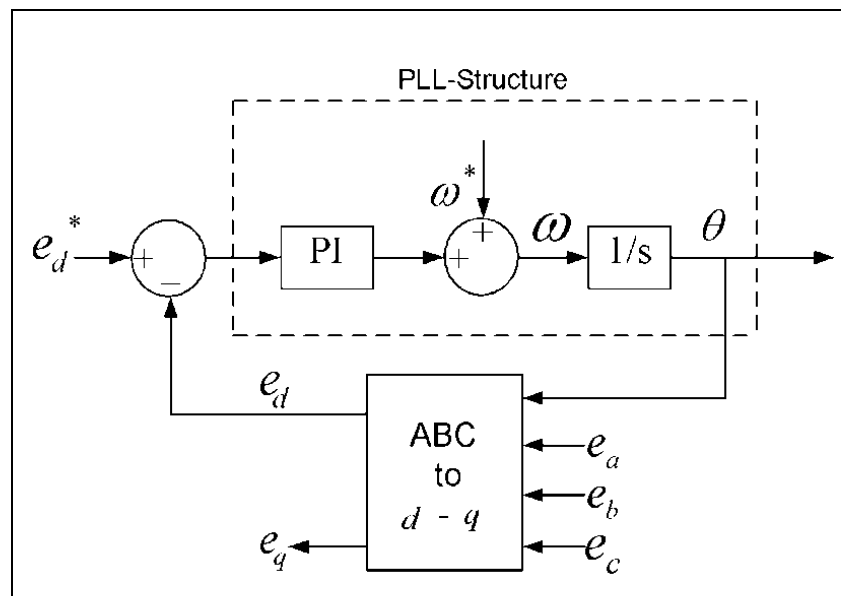 PLL-Structure
ω*
e_d*
+
−
PI
+
+
ω
1/s
θ
e_d
ABC
to
d - q
e_a
e_b
e_c
e_q